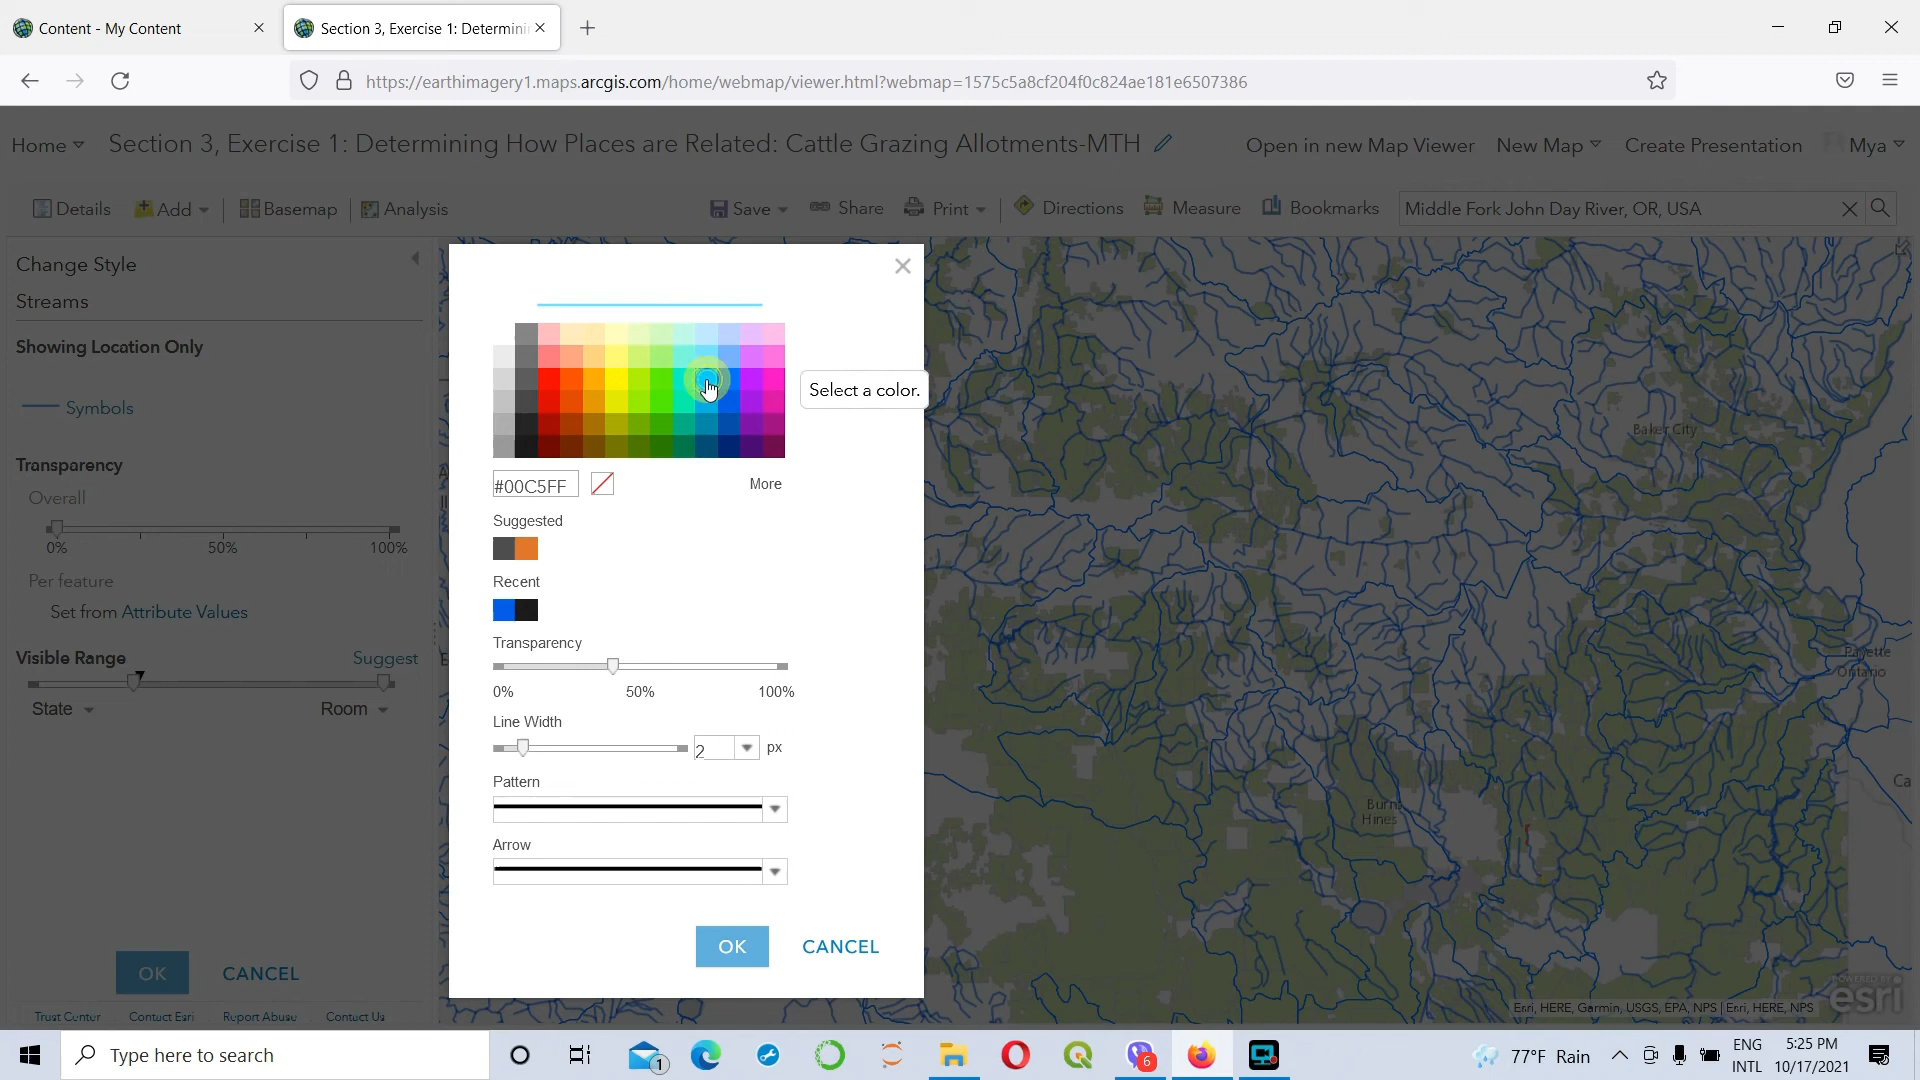 Content - My Content
Section 3, Exercise 1: Determini
https://earthimagery1.maps.arcgis.com/home/webmap/viewer.html?webmap=1575c5a8cf204f0c824ae181e6507386
Home
Section 3, Exercise 1: Determining How Places are Related: Cattle Grazing Allotments-MTH
Open in new Map Viewer
New Map
Create Presentation
Mya
Details
Add
Basemap
Analysis
Save
Share
Print
Directions
Measure
Bookmarks
Middle Fork John Day River, OR, USA
Change Style
Streams
Showing Location Only
Symbols
Transparency
Overall
0%
50%
100%
Per feature
Set from Attribute Values
Visible Range
Suggest
State
Room
OK
CANCEL
Trust Center
Contact Esri
Report Abuse
Contact Us
Select a color.
#00C5FF
More
Suggested
Recent
Transparency
0%
50%
100%
Line Width
2
px
Pattern
Arrow
OK
CANCEL
Baker City
Payette
Ontario
Burns
Hines
Ca
Esri, HERE, Garmin, USGS, EPA, NPS | Esri, HERE, NPS
POWERED BY
esri
Type here to search
1
6
77°F Rain
ENG
INTL
5:25 PM
10/17/2021